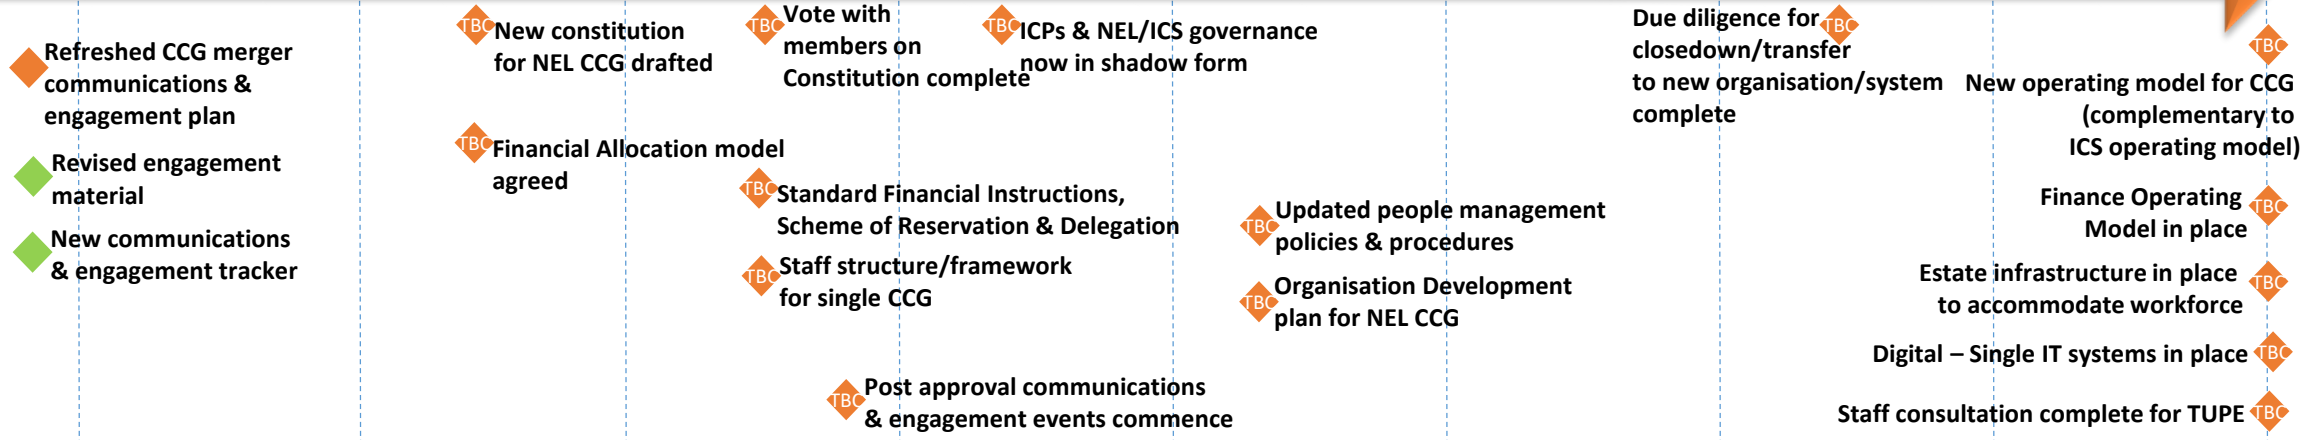 Refreshed CCG merger
communications &
engagement plan
Revised engagement
material
New communications
& engagement tracker
TBC
New constitution
for NEL CCG drafted
TBC
Financial Allocation model
agreed
TBC
Vote with
members on
Constitution complete
TBC
Standard Financial Instructions,
Scheme of Reservation & Delegation
TBC
Staff structure/framework
for single CCG
TBC
Post approval communications
& engagement events commence
TBC
ICPs & NEL/ICS governance
now in shadow form
TBC
Updated people management
policies & procedures
TBC
Organisation Development
plan for NEL CCG
Due diligence for
TBC
closedown/transfer
to new organisation/system
complete
TBC
New operating model for CCG
(complementary to
ICS operating model)
Finance Operating
Model in place
TBC
Estate infrastructure in place
to accommodate workforce
TBC
Digital – Single IT systems in place
TBC
Staff consultation complete for TUPE
TBC